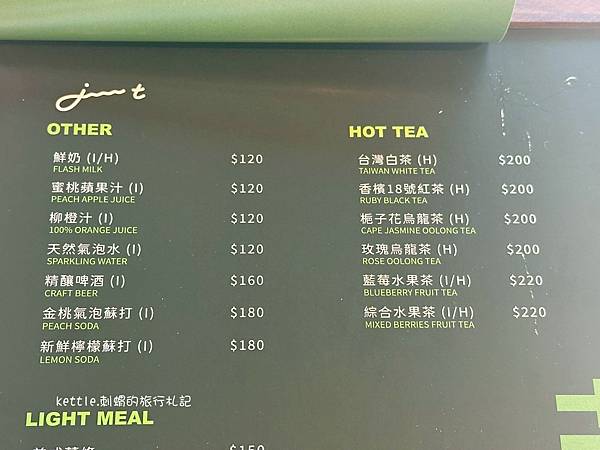 OTHER
鮮奶 (I/H) $120
FLASH MILK
蜜桃蘋果汁 (I) $120
PEACH APPLE JUICE
柳橙汁 (I) $120
100% ORANGE JUICE
天然氣泡水 (I) $120
SPARKLING WATER
精釀啤酒 (I) $160
CRAFT BEER
金桃氣泡蘇打 (I) $180
PEACH SODA
新鮮檸檬蘇打 (I) $180
LEMON SODA
HOT TEA
台灣白茶 (H) $200
TAIWAN WHITE TEA
香檳18號紅茶 (H) $200
RUBY BLACK TEA
梔子花烏龍茶 (H) $200
CAPE JASMINE OOLONG TEA
玫瑰烏龍茶 (H) $200
ROSE OOLONG TEA
藍莓水果茶 (I/H) $220
BLUEBERRY FRUIT TEA
綜合水果茶 (I/H) $220
MIXED BERRIES FRUIT TEA
kettle.刺蝟的旅行札記
LIGHT MEAL
$150